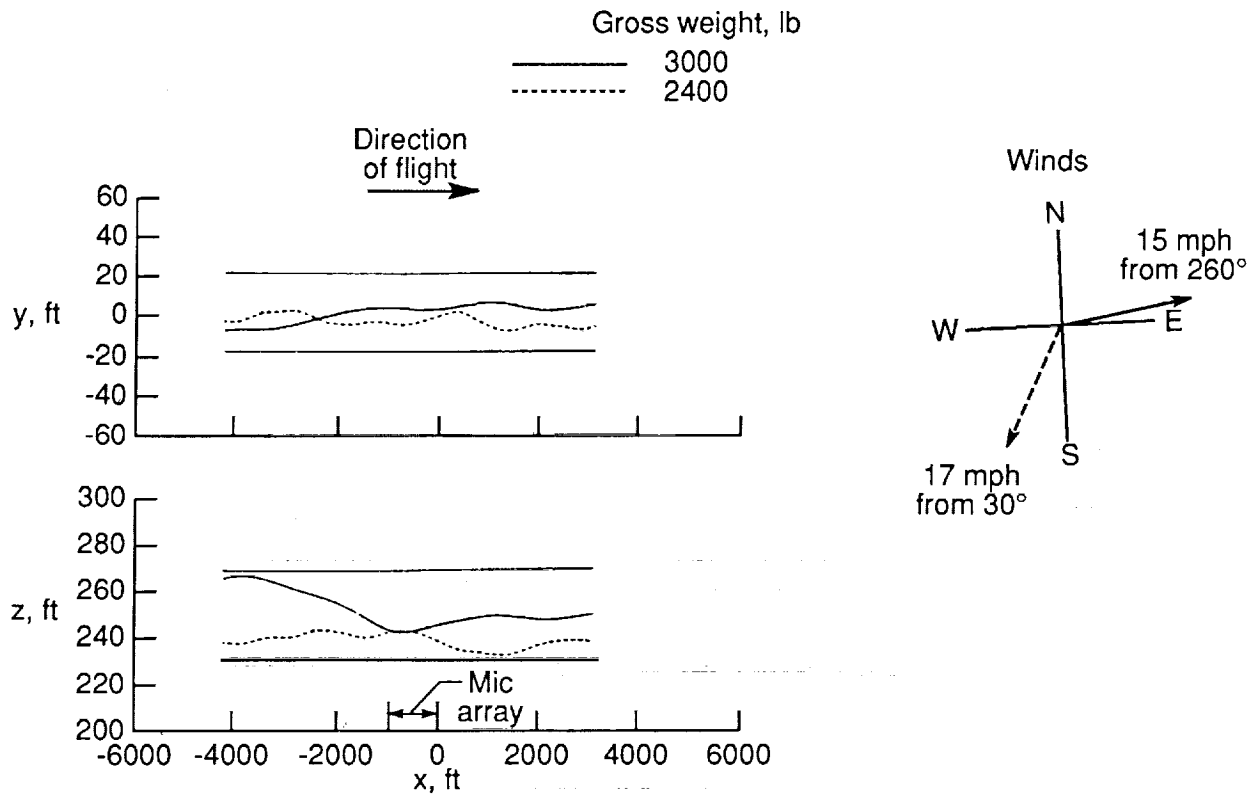 Gross weight, lb
3000
2400
Direction
of flight
60
40
20
y, ft
0
-20
-40
-60
Winds
N
15 mph
from 260°
W
E
S
17 mph
from 30°
300
280
260
z, ft
240
220
200
Mic
array
-6000 -4000 -2000 0 2000 4000 6000
x, ft